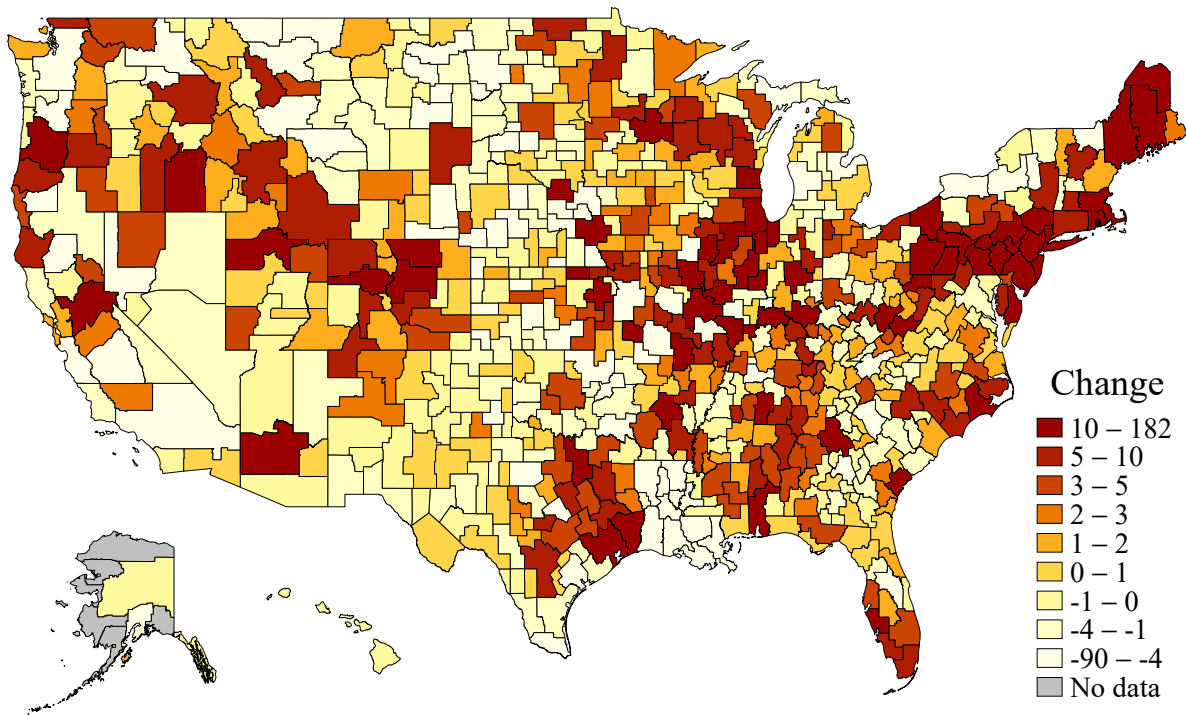 Change
10 – 182
5 – 10
3 – 5
2 – 3
1 – 2
0 – 1
-1 – 0
-4 – -1
-90 – -4
No data